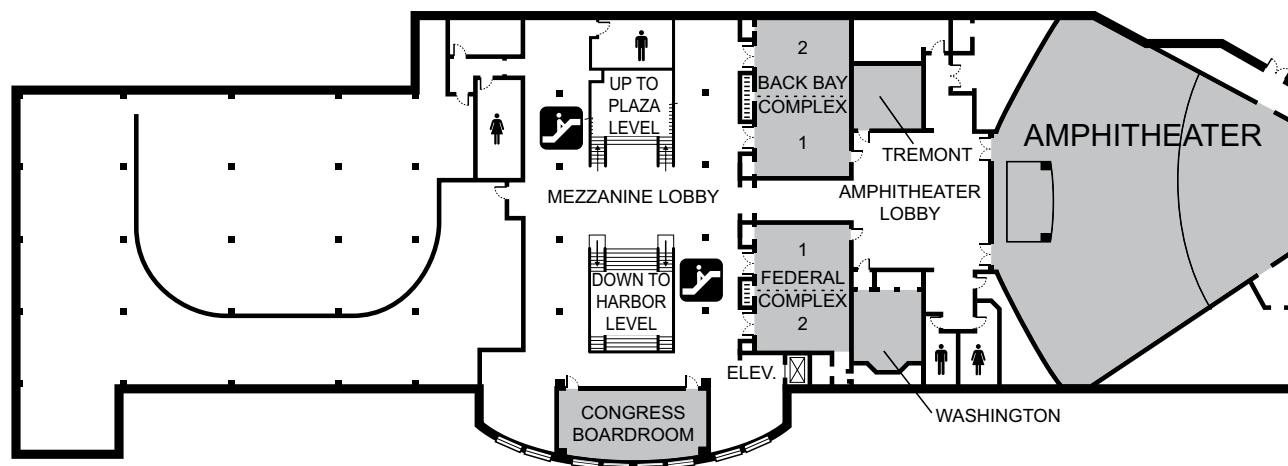 2
BACK BAY
COMPLEX
1
UP TO
PLAZA
LEVEL
TREMONT
AMPHITHEATER
MEZZANINE LOBBY
AMPHITHEATER
LOBBY
1
FEDERAL
COMPLEX
2
DOWN TO
HARBOR
LEVEL
ELEV.
WASHINGTON
CONGRESS
BOARDROOM